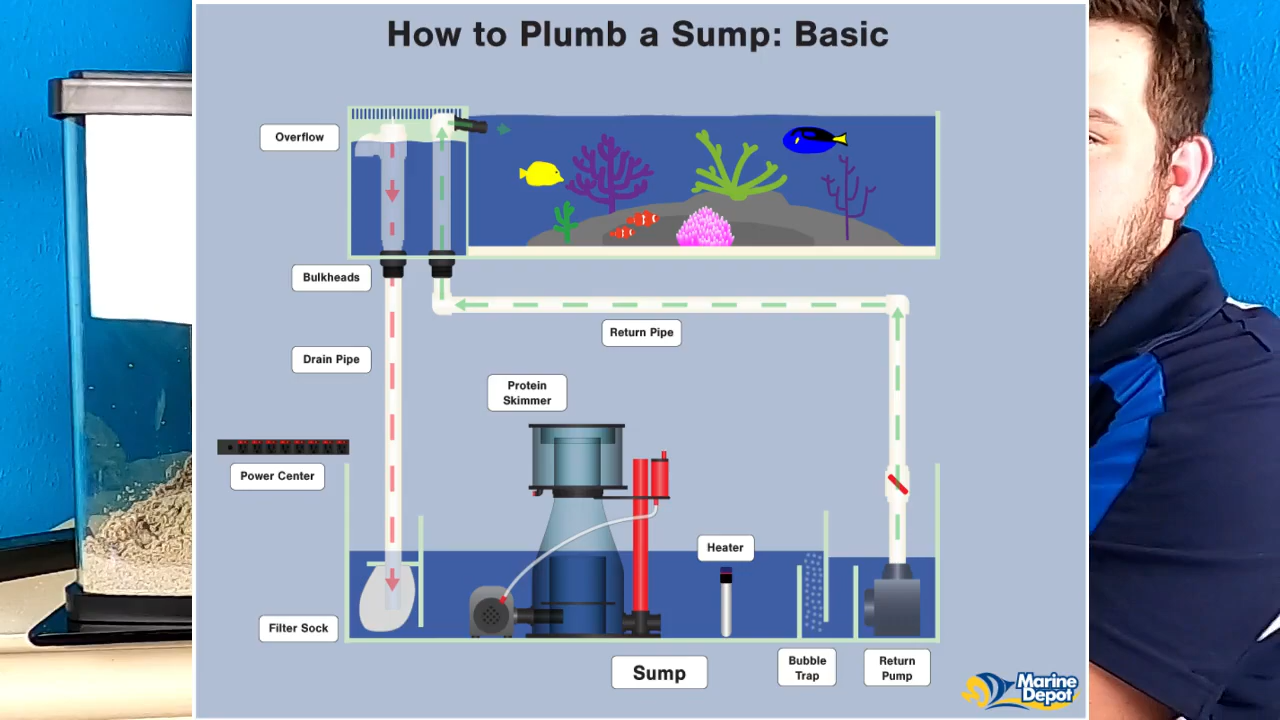 How to Plumb a Sump: Basic
Overflow
Bulkheads
Return Pipe
Drain Pipe
Protein
Skimmer
Power Center
Heater
Filter Sock
Sump
Bubble
Trap
Return
Pump
Marine
Depot